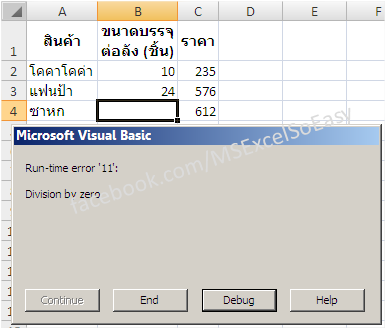 A B C D E F
1 สินค้า ขนาดบรรจุ ราคา
ต่อลัง (ชิ้น)
2 โคคาโคค่า 10 235
3 แฟนป้า 24 576
4 ซาหก 612
Microsoft Visual Basic
Run-time error '11':
Division by zero
facebook.com/MSExcelSoEasy
Continue End Debug Help